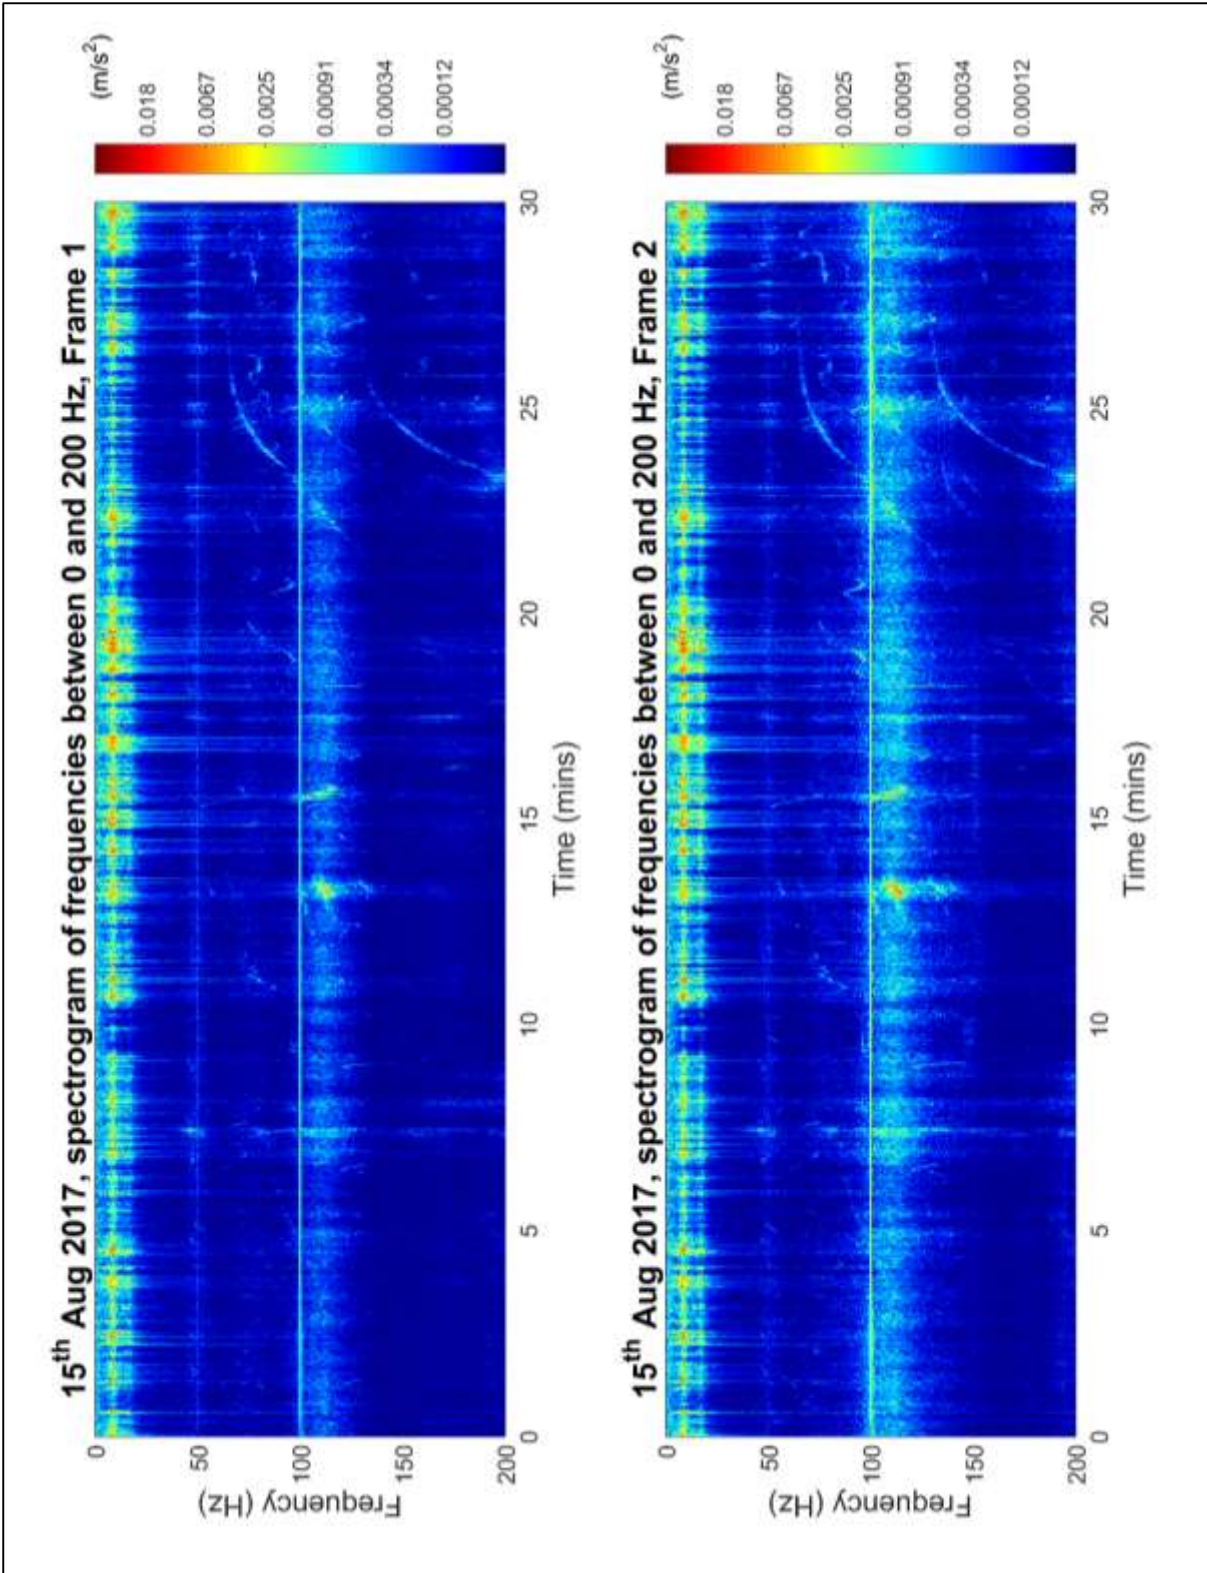 15th Aug 2017, spectrogram of frequencies between 0 and 200 Hz, Frame 1
(m/s2)
Frequency (Hz)
0
50
100
150
200
0.018
0.0067
0.0025
0.00091
0.00034
0.00012
0 5 10 15 20 25 30
Time (mins)
15th Aug 2017, spectrogram of frequencies between 0 and 200 Hz, Frame 2
(m/s2)
Frequency (Hz)
0
50
100
150
200
0.018
0.0067
0.0025
0.00091
0.00034
0.00012
0 5 10 15 20 25 30
Time (mins)